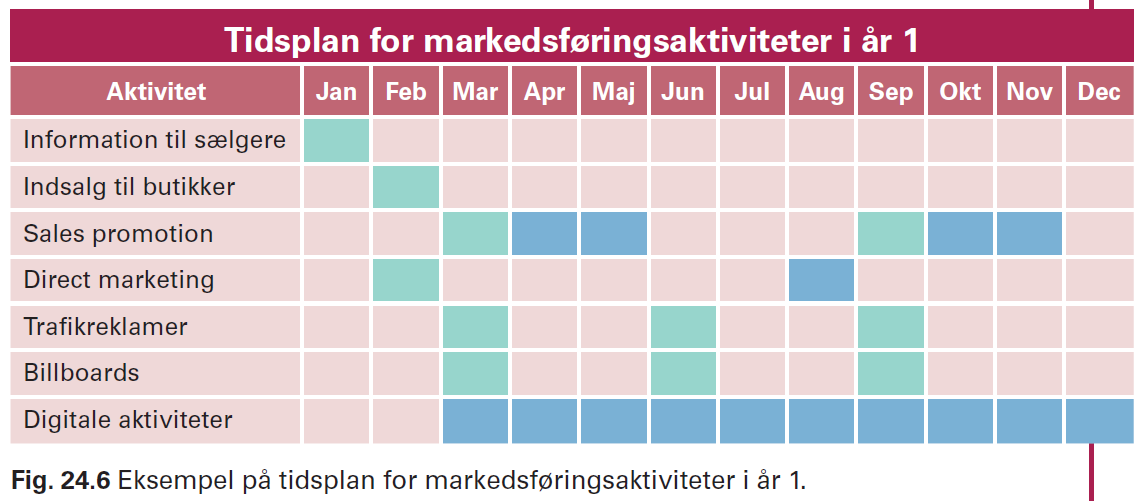 Tidsplan for markedsføringsaktiviteter i år 1
Aktivitet Jan Feb Mar Apr Maj Jun Jul Aug Sep Okt Nov Dec
Information til sælgere
Indsalg til butikker
Sales promotion
Direct marketing
Trafikreklamer
Billboards
Digitale aktiviteter
Fig. 24.6 Eksempel på tidsplan for markedsføringsaktiviteter i år 1.